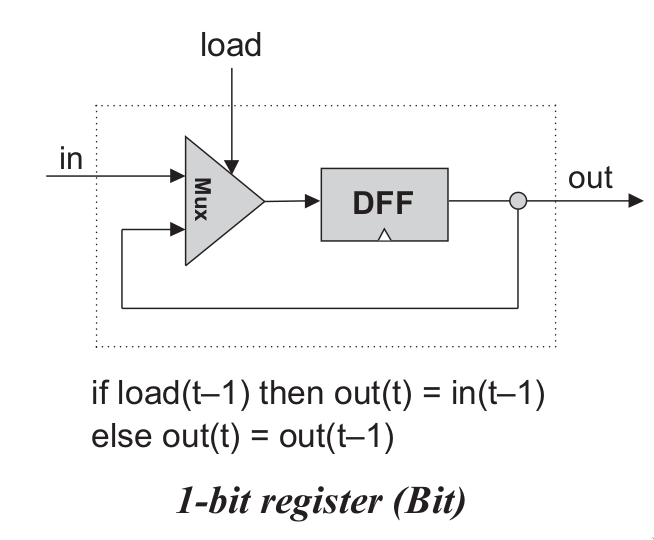 load
in
Mux
DFF
out
if load(t–1) then out(t) = in(t–1)
else out(t) = out(t–1)
1-bit register (Bit)